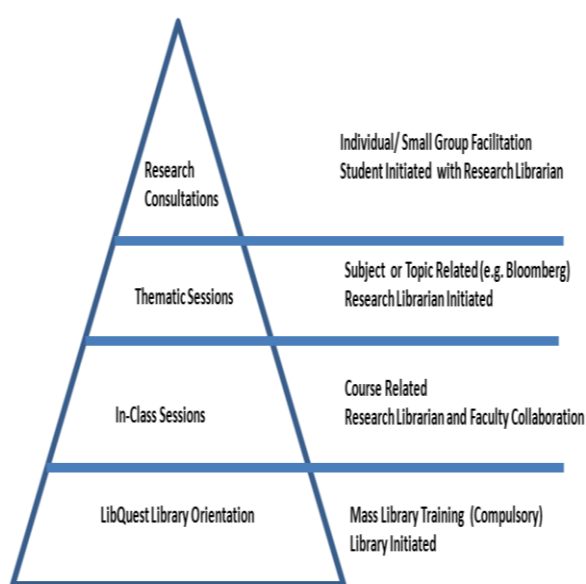 Research
Consultations
Individual/ Small Group Facilitation
Student Initiated with Research Librarian
Thematic Sessions
Subject or Topic Related (e.g. Bloomberg)
Research Librarian Initiated
In-Class Sessions
Course Related
Research Librarian and Faculty Collaboration
LibQuest Library Orientation
Mass Library Training (Compulsory)
Library Initiated